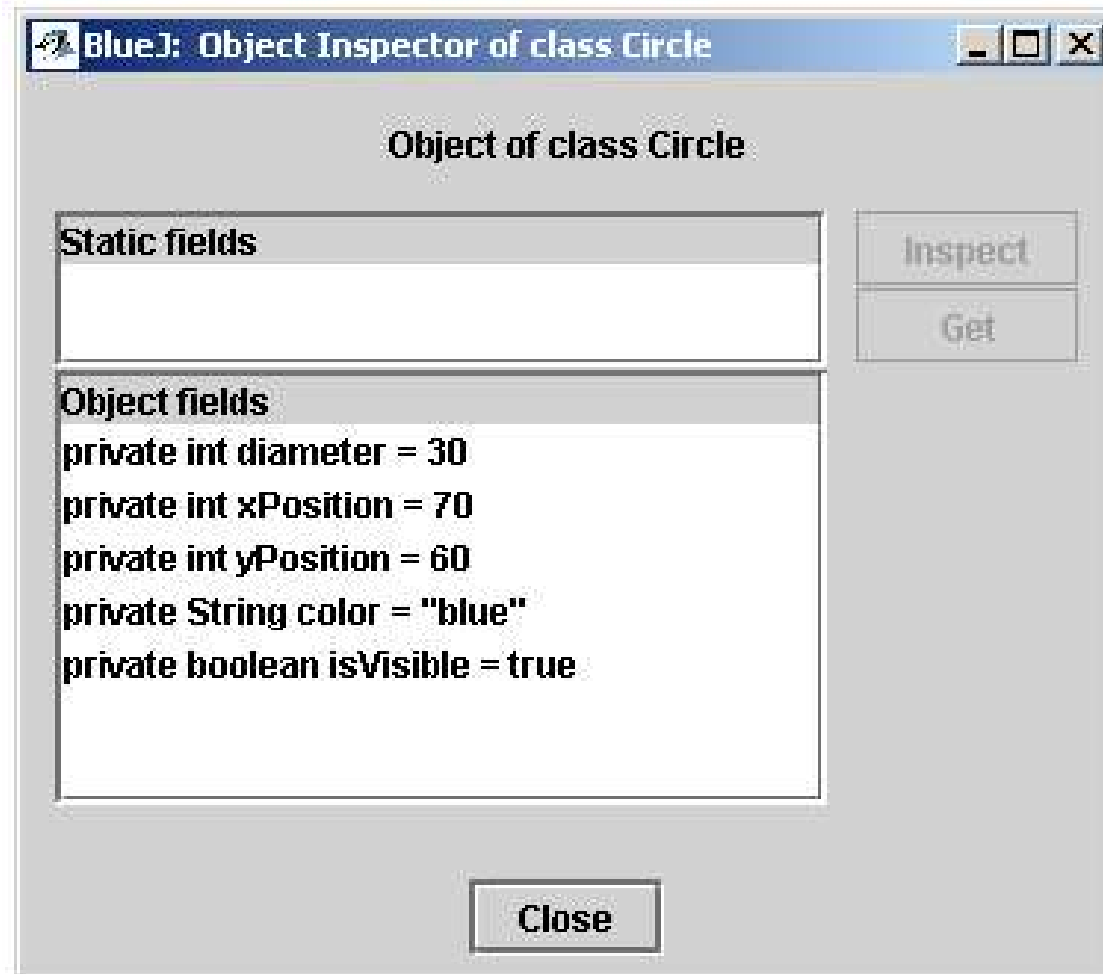 BlueJ: Object Inspector of class Circle
Object of class Circle
Static fields
Inspect
Get
Object fields
private int diameter = 30
private int xPosition = 70
private int yPosition = 60
private String color = "blue"
private boolean isVisible = true
Close